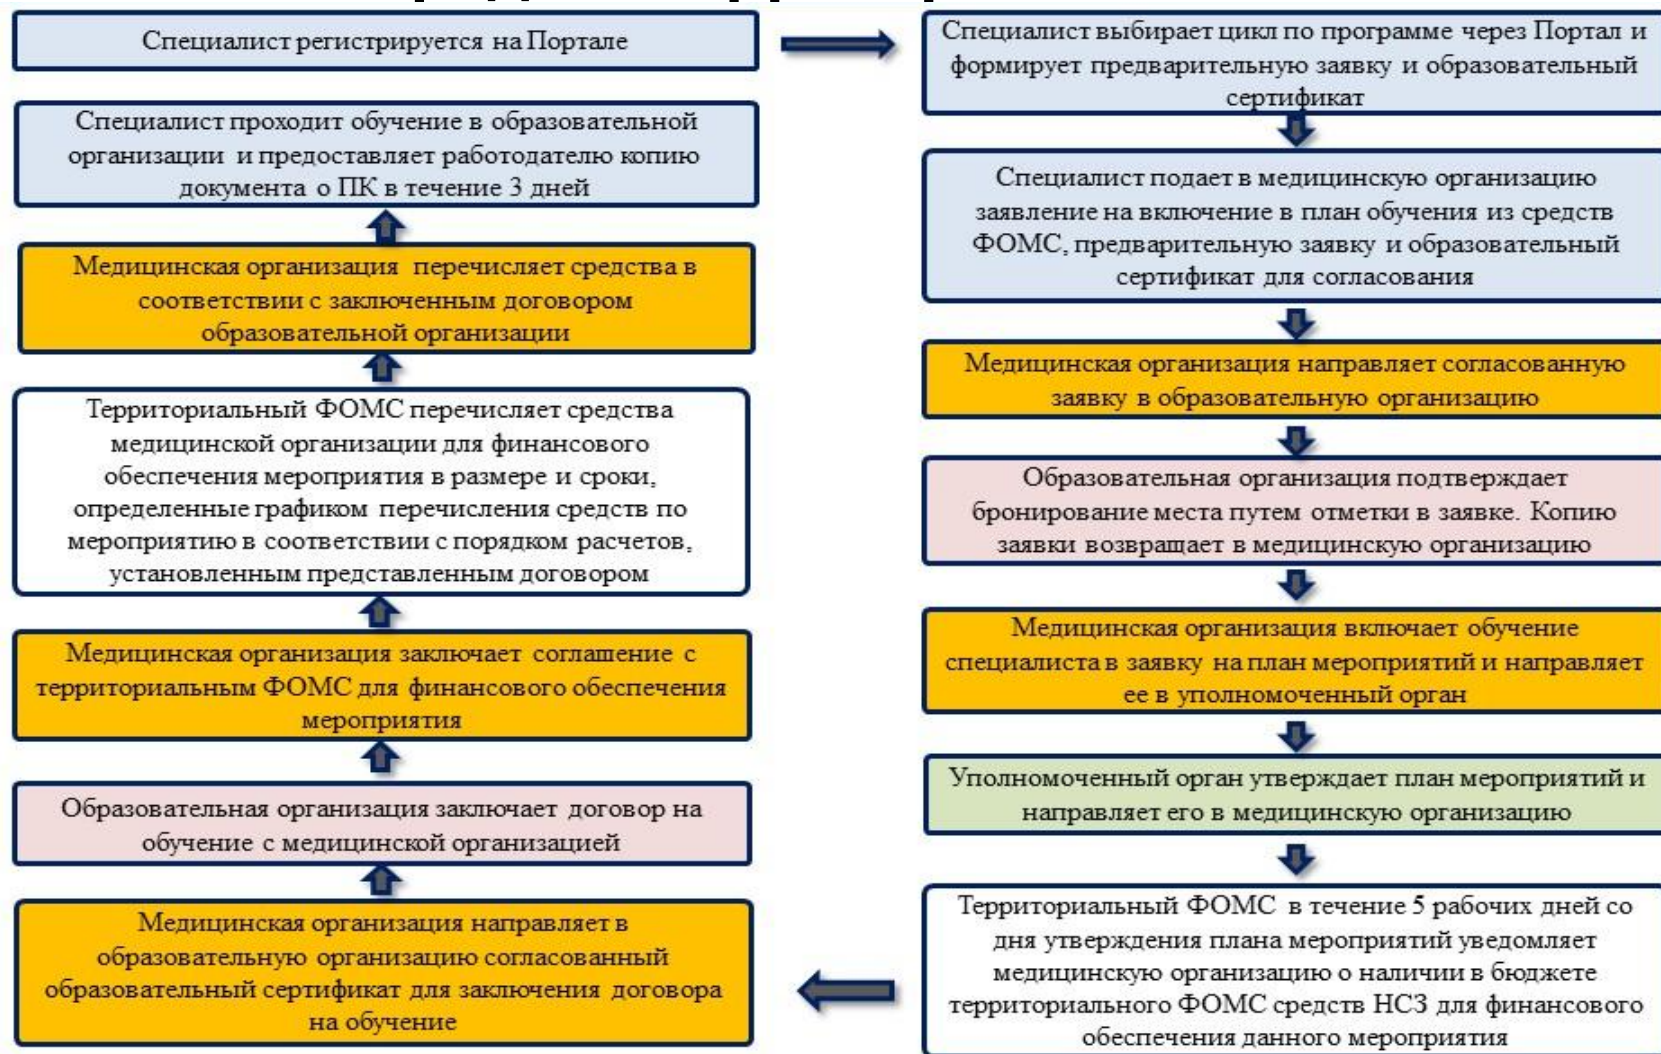 Специалист регистрируется на Портале
Специалист выбирает цикл по программе через Портал и
формирует предварительную заявку и образовательный
сертификат
Специалист подает в медицинскую организацию
заявление на включение в план обучения из средств
ФОМС, предварительную заявку и образовательный
сертификат для согласования
Медицинская организация направляет согласованную
заявку в образовательную организацию
Образовательная организация подтверждает
бронирование места путем отметки в заявке. Копию
заявки возвращает в медицинскую организацию
Медицинская организация включает обучение
специалиста в заявку на план мероприятий и направляет
ее в уполномоченный орган
Уполномоченный орган утверждает план мероприятий и
направляет его в медицинскую организацию
Территориальный ФОМС в течение 5 рабочих дней со
дня утверждения плана мероприятий уведомляет
медицинскую организацию о наличии в бюджете
территориального ФОМС средств НСЗ для финансового
обеспечения данного мероприятия
Медицинская организация направляет в
образовательную организацию согласованный
образовательный сертификат для заключения договора
на обучение
Образовательная организация заключает договор на
обучение с медицинской организацией
Медицинская организация заключает соглашение с
территориальным ФОМС для финансового обеспечения
мероприятия
Территориальный ФОМС перечисляет средства
медицинской организации для финансового
обеспечения мероприятия в размере и сроки,
определенные графиком перечисления средств по
мероприятию в соответствии с порядком расчетов,
установленным представленным договором
Медицинская организация перечисляет средства в
соответствии с заключенным договором
образовательной организации
Специалист проходит обучение в образовательной
организации и предоставляет работодателю копию
документа о ПК в течение 3 дней